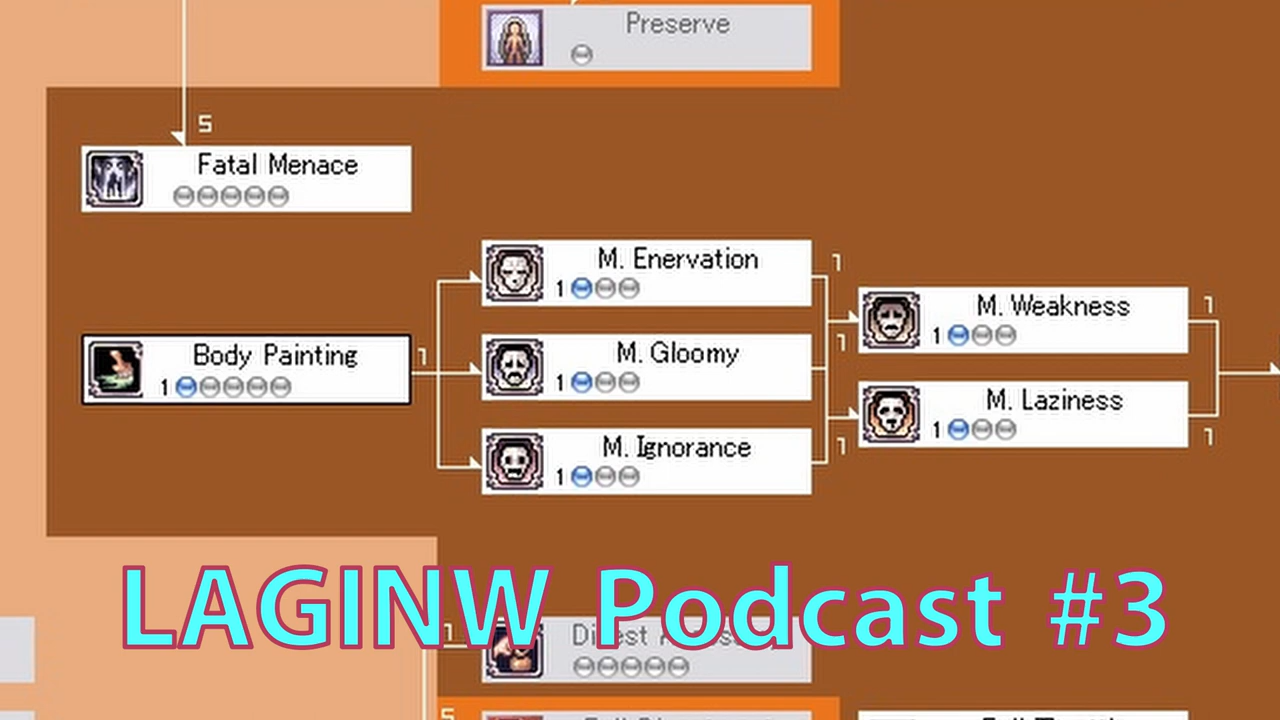 Preserve
5
Fatal Menace
M. Enervation
1
1
M. Weakness
1
1
M. Gloomy
1
1
Body Painting
1
1
M. Laziness
1
1
M. Ignorance
1
1
LAGINW Podcast #3
1
5